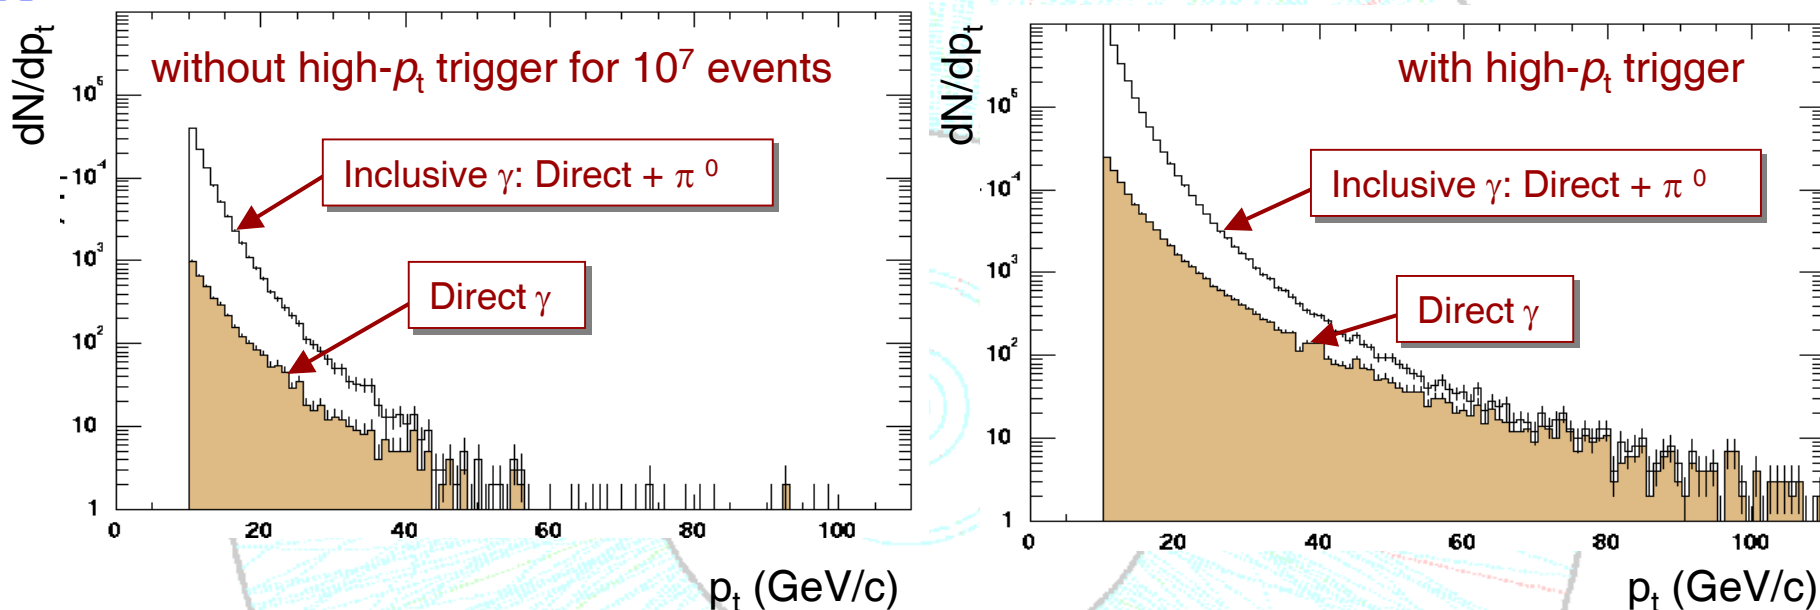 dN/dpt
without high-pt trigger for 10⁷ events
10⁵
10⁴
10³
10²
10
1
Inclusive γ: Direct + π ⁰
Direct γ
0 20 40 60 80 100
pt (GeV/c)
dN/dpt
with high-pt trigger
10⁵
10⁴
10³
10²
10
1
Inclusive γ: Direct + π ⁰
Direct γ
0 20 40 60 80 100
pt (GeV/c)